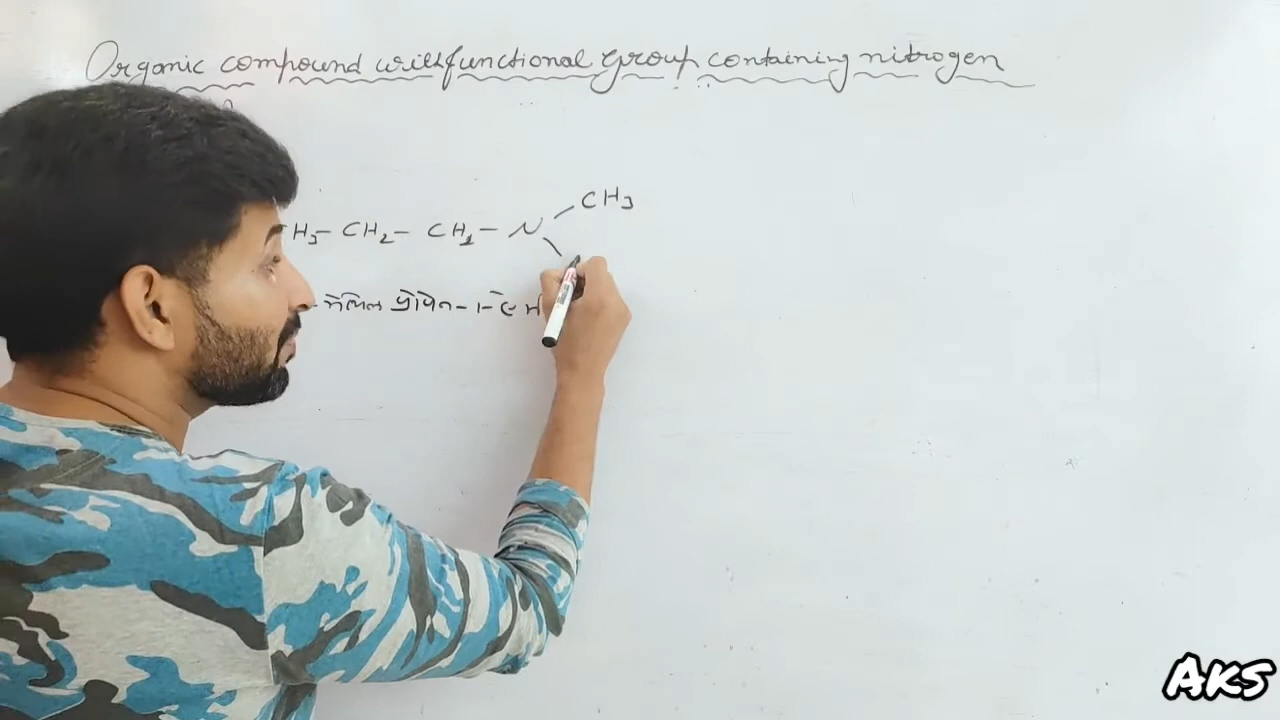 Organic compound with functional Group containing nitrogen
CH3
H3 - CH2 - CH2 - N
- मेथिल प्रोपेन - 1-
AKS